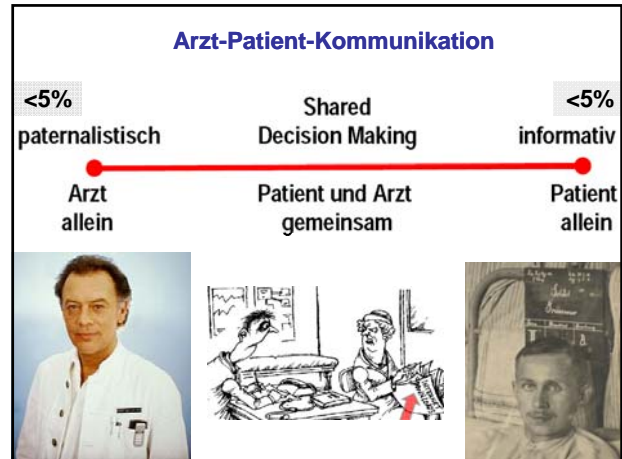 Arzt-Patient-Kommunikation
<5%
<5%
paternalistisch
Shared
Decision Making
informativ
Arzt
allein
Patient und Arzt
gemeinsam
Patient
allein